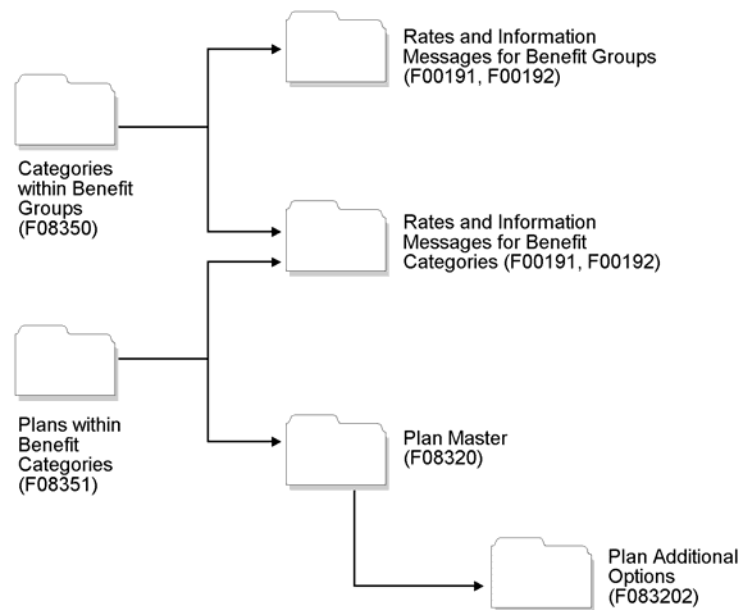 Rates and Information
Messages for Benefit Groups
(F00191, F00192)
Categories
within Benefit
Groups
(F08350)
Rates and Information
Messages for Benefit
Categories (F00191, F00192)
Plans within
Benefit
Categories
(F08351)
Plan Master
(F08320)
Plan Additional
Options
(F083202)